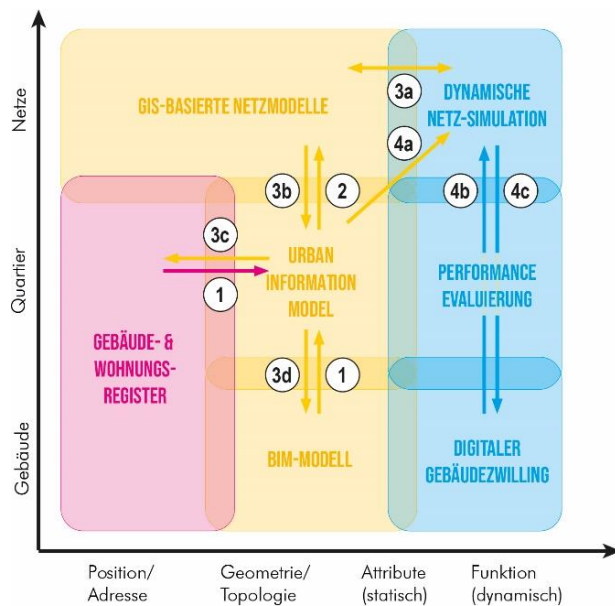 Netze
Quartier
Gebäude
GIS-BASIERTE NETZMODELLE
3a
DYNAMISCHE
NETZ-SIMULATION
4a
3b
2
4b
4c
3c
1
URBAN
INFORMATION
MODEL
PERFORMANCE
EVALUIERUNG
GEBÄUDE- &
WOHNUNGS-
REGISTER
3d
1
BIM-MODELL
DIGITALER
GEBÄUDEZWILLING
Position/
Adresse
Geometrie/
Topologie
Attribute
(statisch)
Funktion
(dynamisch)